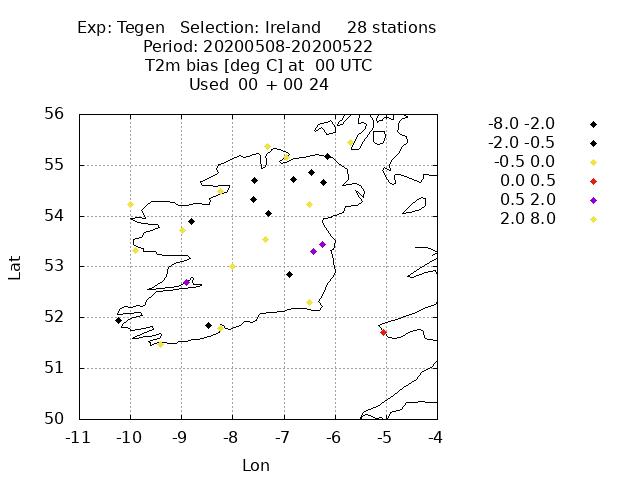 Exp: Tegen Selection: Ireland 28 stations
Period: 20200508-20200522
T2m bias [deg C] at 00 UTC
Used 00 + 00 24
-8.0 -2.0
-2.0 -0.5
-0.5 0.0
0.0 0.5
0.5 2.0
2.0 8.0
56
55
54
53
52
51
50
Lat
-11 -10 -9 -8 -7 -6 -5 -4
Lon